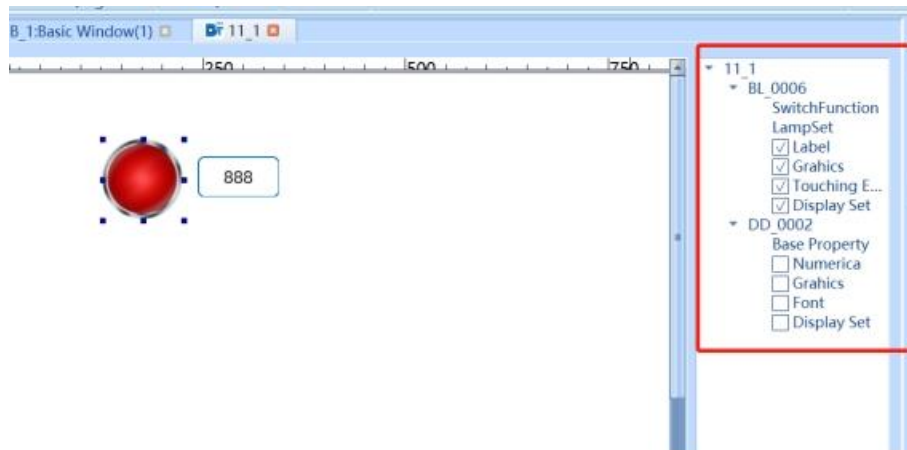 B_1:Basic Window(1)
11_1
250
500
750
888
11_1
BL_0006
SwitchFunction
LampSet
Label
Grahics
Touching E...
Display Set
DD_0002
Base Property
Numerica
Grahics
Font
Display Set